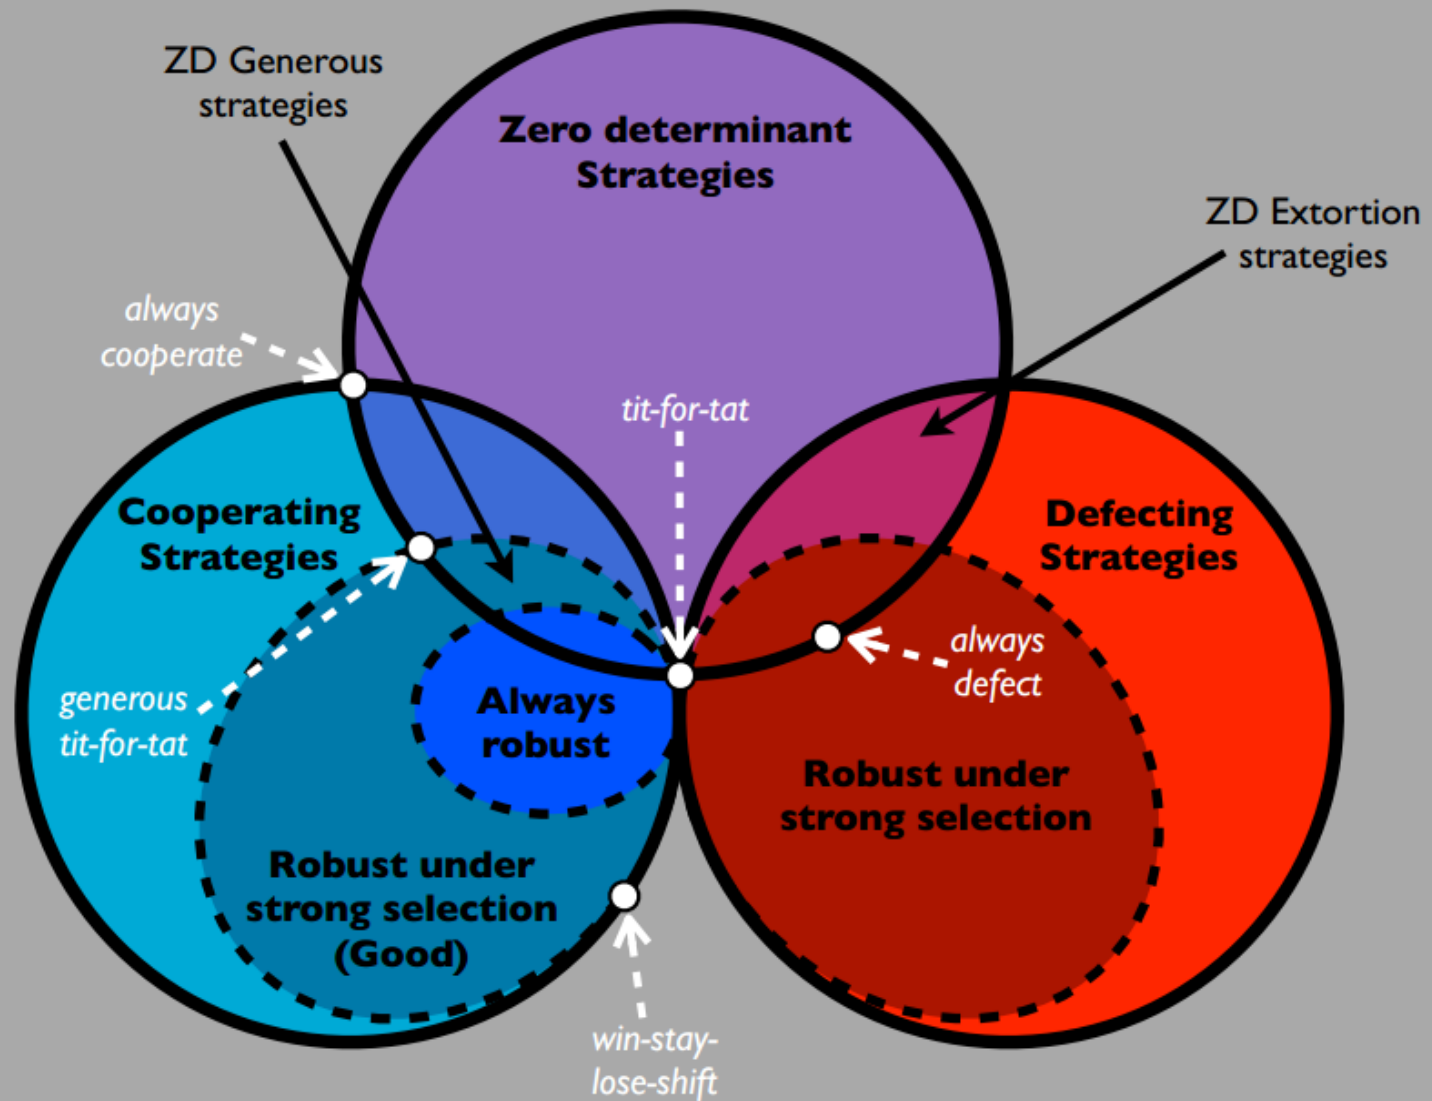 ZD Generous
strategies
Zero determinant
Strategies
ZD Extortion
strategies
always
cooperate
tit-for-tat
Cooperating
Strategies
Defecting
Strategies
generous
tit-for-tat
Always
robust
always
defect
Robust under
strong selection
Robust under
strong selection
(Good)
win-stay-
lose-shift